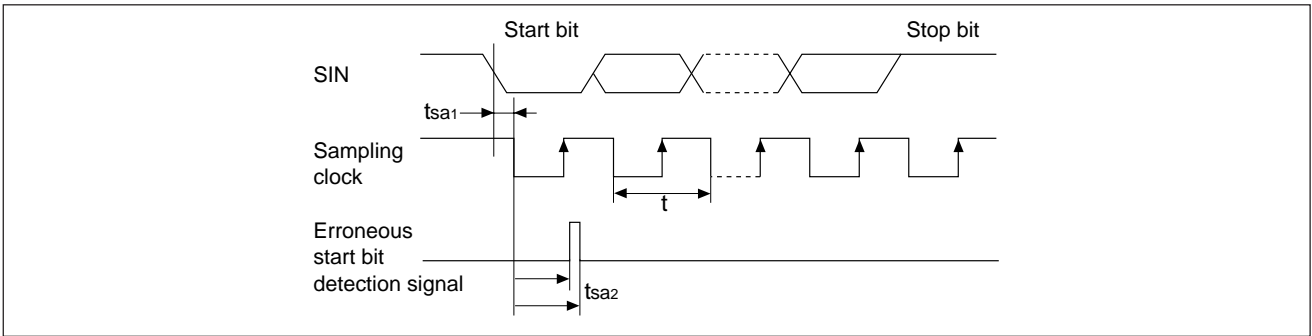 Start bit
Stop bit
SIN
tsa1
Sampling
clock
t
Erroneous
start bit
detection signal
tsa2